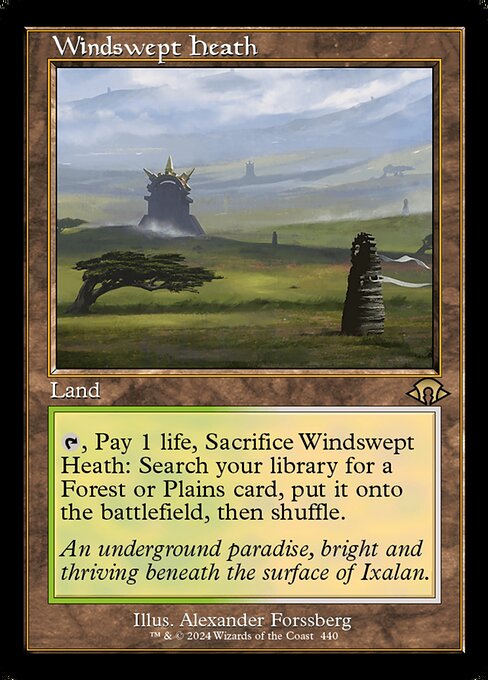 Windswept Heath
Land
, Pay 1 life, Sacrifice Windswept
Heath: Search your library for a
Forest or Plains card, put it onto
the battlefield, then shuffle.
An underground paradise, bright and
thriving beneath the surface of Ixalan.
Illus. Alexander Forssberg
™ & © 2024 Wizards of the Coast 440